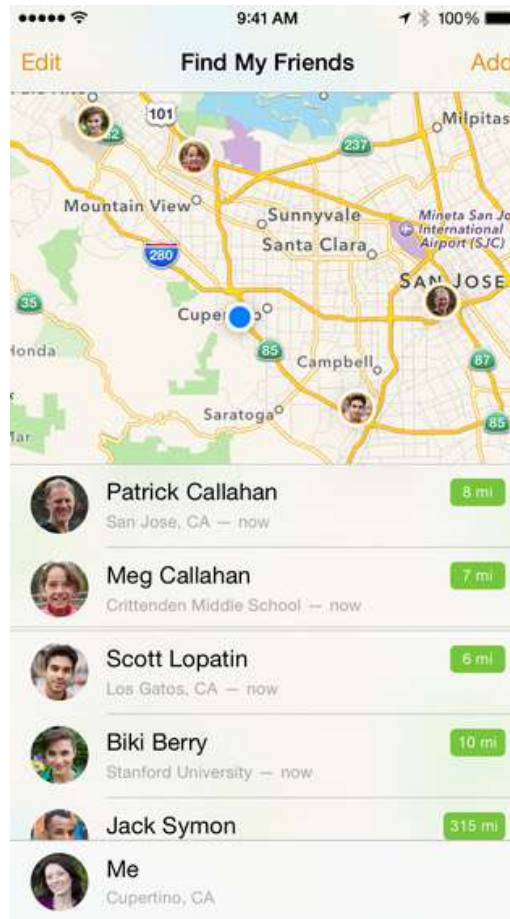 9:41 AM
100%
Edit
Find My Friends
Add
101
Milpitas
82
237
Mountain View
Sunnyvale
Mineta San Jo
International
Airport (SJC)
Santa Clara
280
SAN JOSE
35
Cupe
o
Honda
85
Campbell
87
Saratoga
85
Mar
Patrick Callahan
8 mi
San Jose, CA — now
Meg Callahan
7 mi
Crittenden Middle School — now
Scott Lopatin
6 mi
Los Gatos, CA — now
Biki Berry
10 mi
Stanford University — now
Jack Symon
315 mi
Me
Cupertino, CA